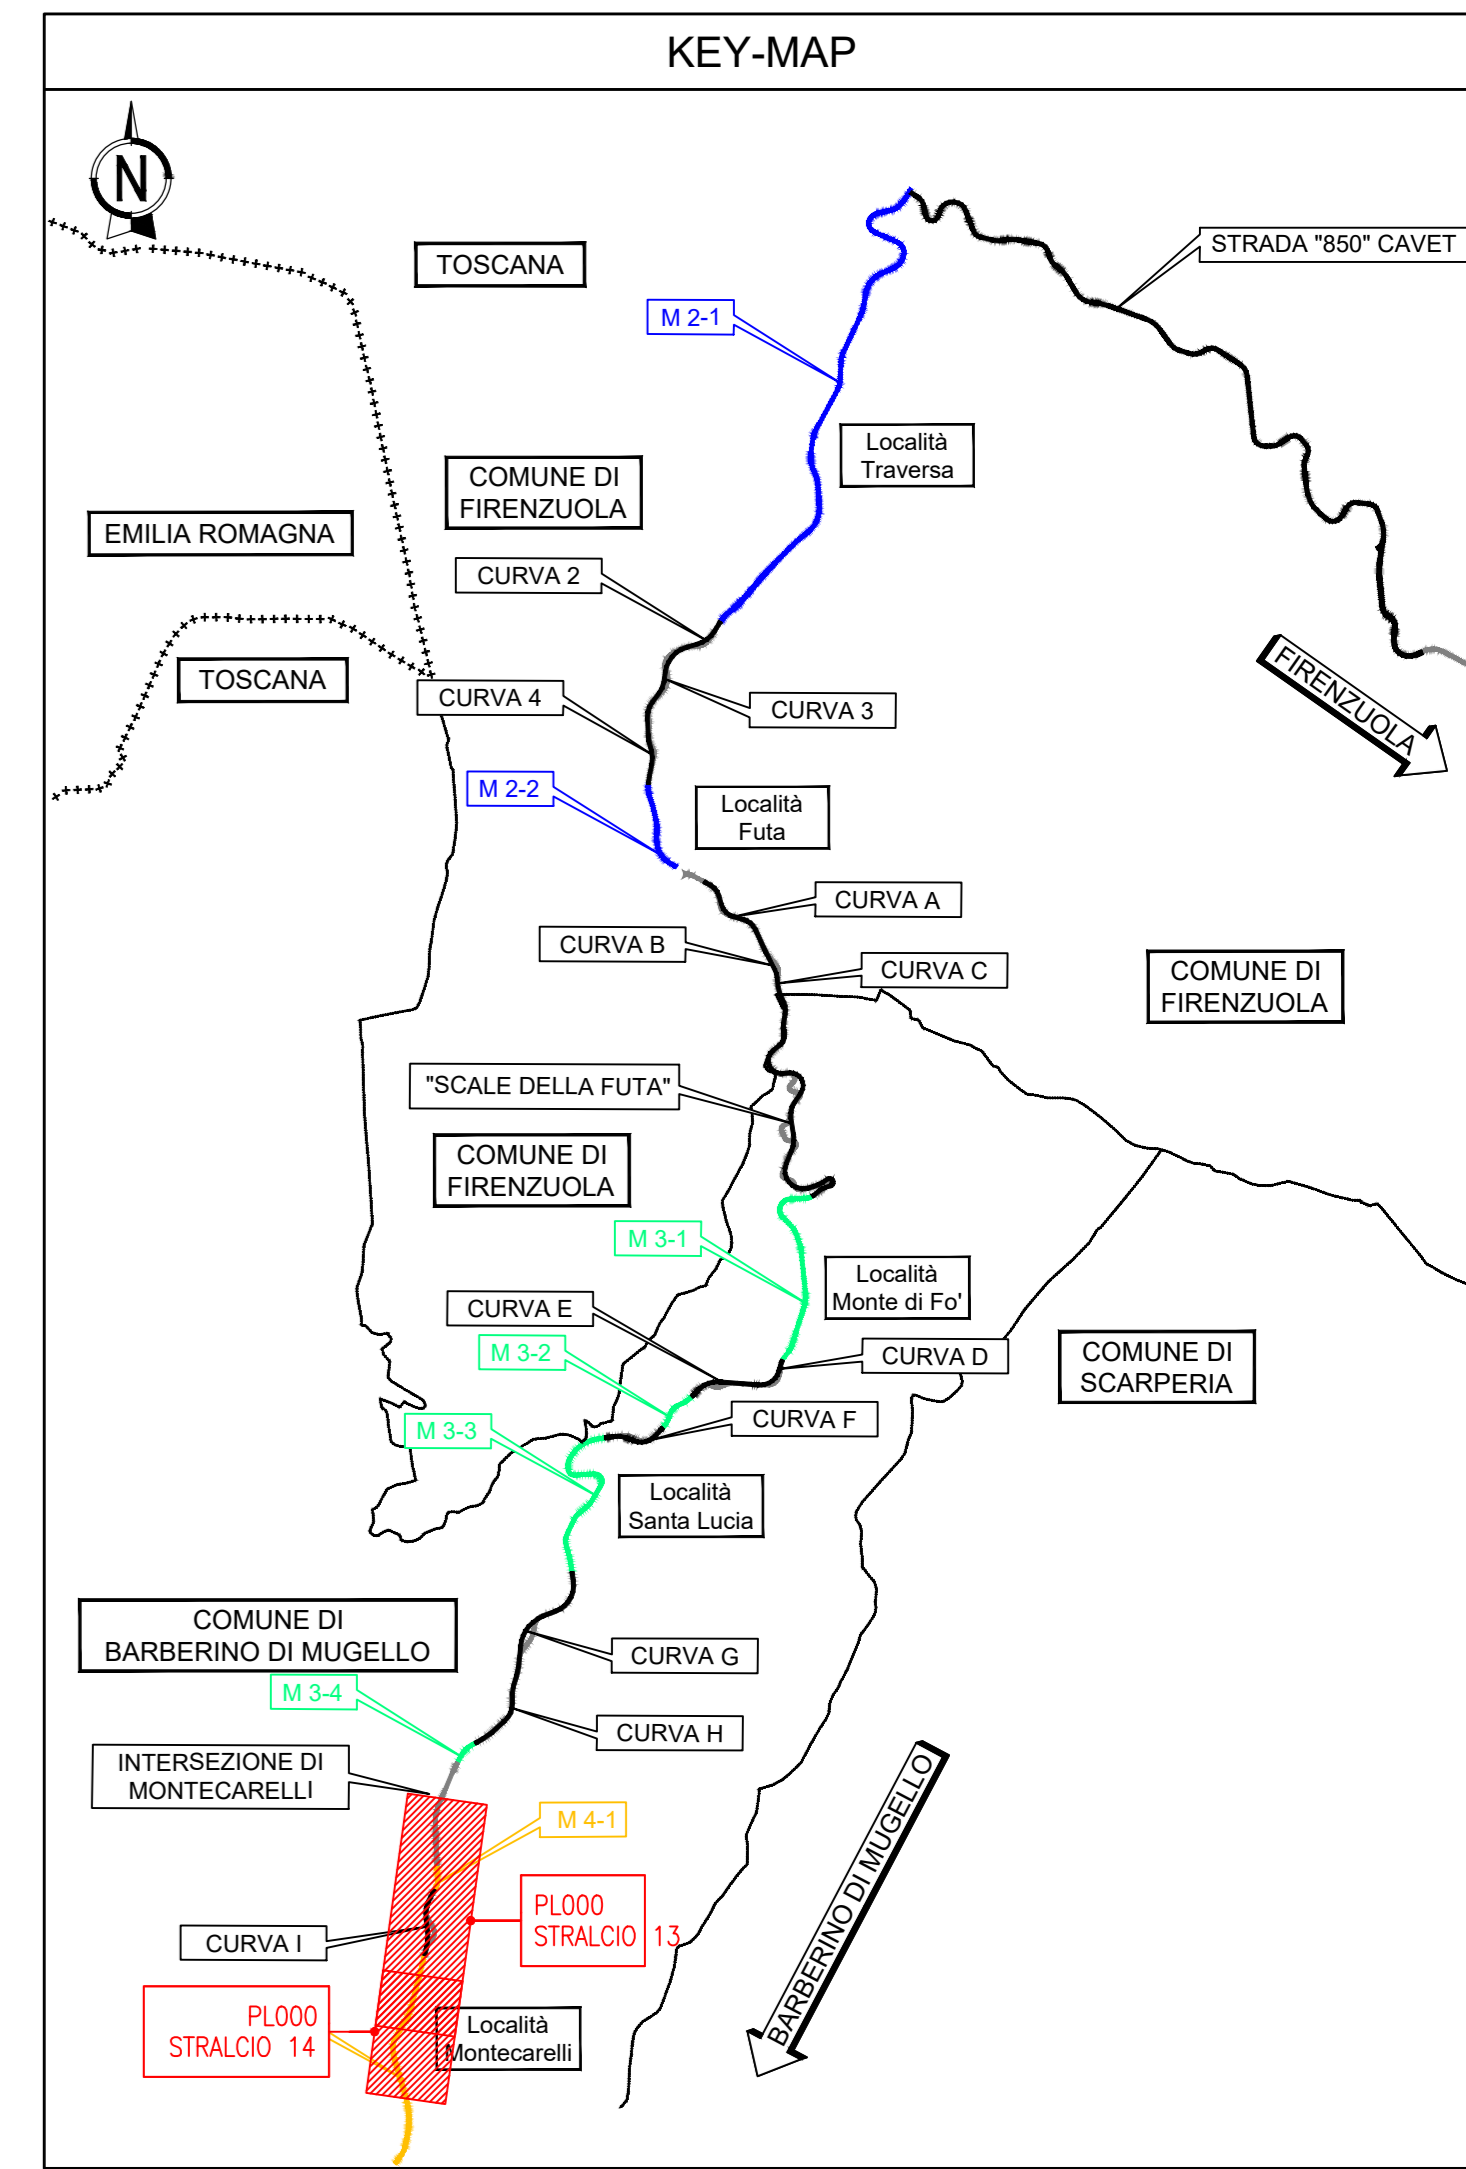 KEY-MAP
N
TOSCANA
STRADA "850" CAVET
M 2-1
Località
Traversa
COMUNE DI
FIRENZUOLA
EMILIA ROMAGNA
CURVA 2
TOSCANA
CURVA 4
CURVA 3
FIRENZUOLA
M 2-2
Località
Futa
CURVA A
CURVA B
CURVA C
COMUNE DI
FIRENZUOLA
"SCALE DELLA FUTA"
COMUNE DI
FIRENZUOLA
M 3-1
Località
Monte di Fo'
CURVA E
M 3-2
CURVA D
COMUNE DI
SCARPERIA
CURVA F
M 3-3
Località
Santa Lucia
COMUNE DI
BARBERINO DI MUGELLO
CURVA G
M 3-4
CURVA H
INTERSEZIONE DI
MONTECARELLI
M 4-1
BARBERINO DI MUGELLO
PL000
STRALCIO 13
CURVA I
PL000
STRALCIO 14
Località
Montecarelli